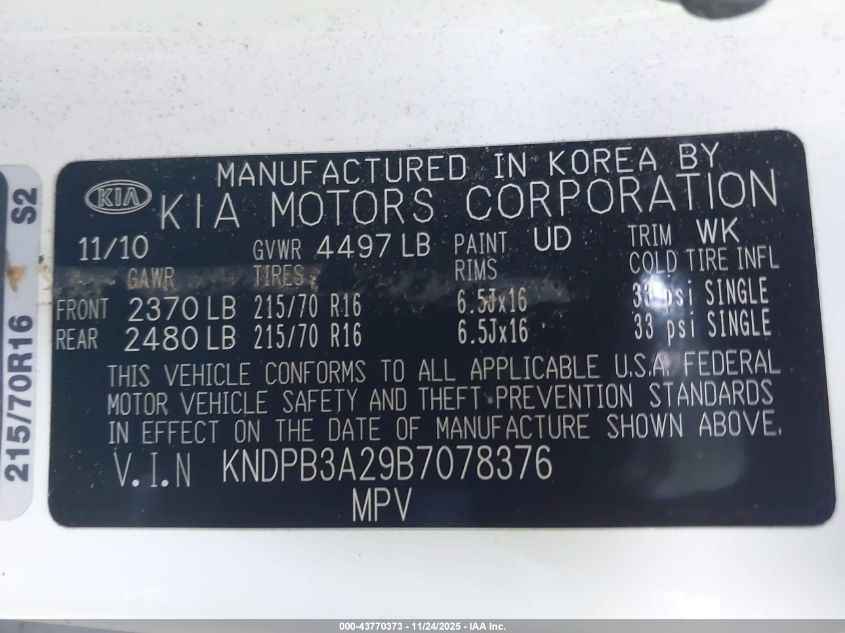 MANUFACTURED IN KOREA BY
KIA KIA MOTORS CORPORATION
11/10 GVWR 4497 LB PAINT UD TRIM WK
GAWR TIRES RIMS COLD TIRE INFL
FRONT 2370 LB 215/70 R16 6.5Jx16 33 psi SINGLE
REAR 2480 LB 215/70 R16 6.5Jx16 33 psi SINGLE
THIS VEHICLE CONFORMS TO ALL APPLICABLE U.S.A. FEDERAL
MOTOR VEHICLE SAFETY AND THEFT PREVENTION STANDARDS
IN EFFECT ON THE DATE OF MANUFACTURE SHOWN ABOVE.
V.I.N KNDPB3A29B7078376
MPV
215/70R16 S2
000-43770373 - 11/24/2025 - IAA Inc.